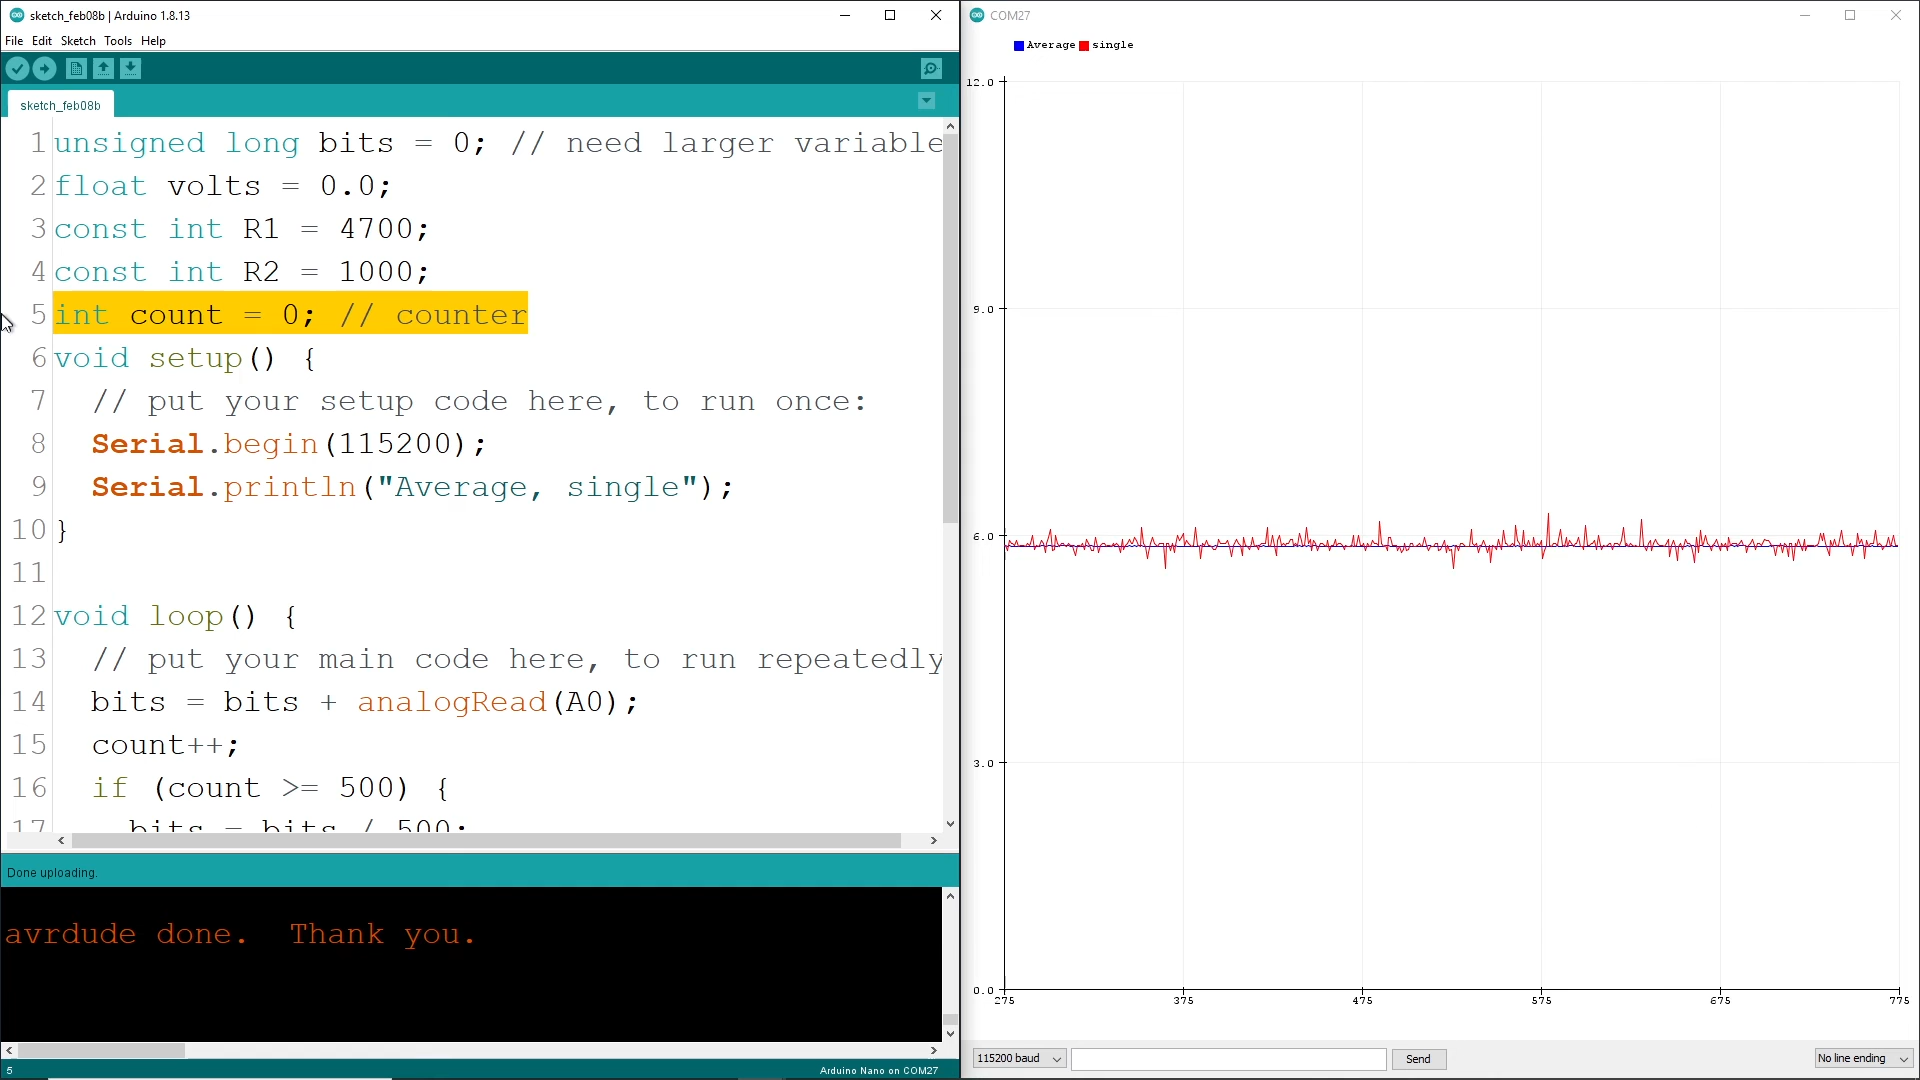 sketch_feb08b | Arduino 1.8.13
File Edit Sketch Tools Help
sketch_feb08b
1 unsigned long bits = 0; // need larger variable
2 float volts = 0.0;
3 const int R1 = 4700;
4 const int R2 = 1000;
5 int count = 0; // counter
6 void setup() {
7 // put your setup code here, to run once:
8 Serial.begin(115200);
9 Serial.println("Average, single");
10 }
11
12 void loop() {
13 // put your main code here, to run repeatedly
14 bits = bits + analogRead(A0);
15 count++;
16 if (count >= 500) {
17 bits = bits / 500;
Done uploading.
avrdude done. Thank you.
5
Arduino Nano on COM27
COM27
Average single
12.0
9.0
6.0
3.0
0.0
275 375 475 575 675 775
115200 baud Send No line ending